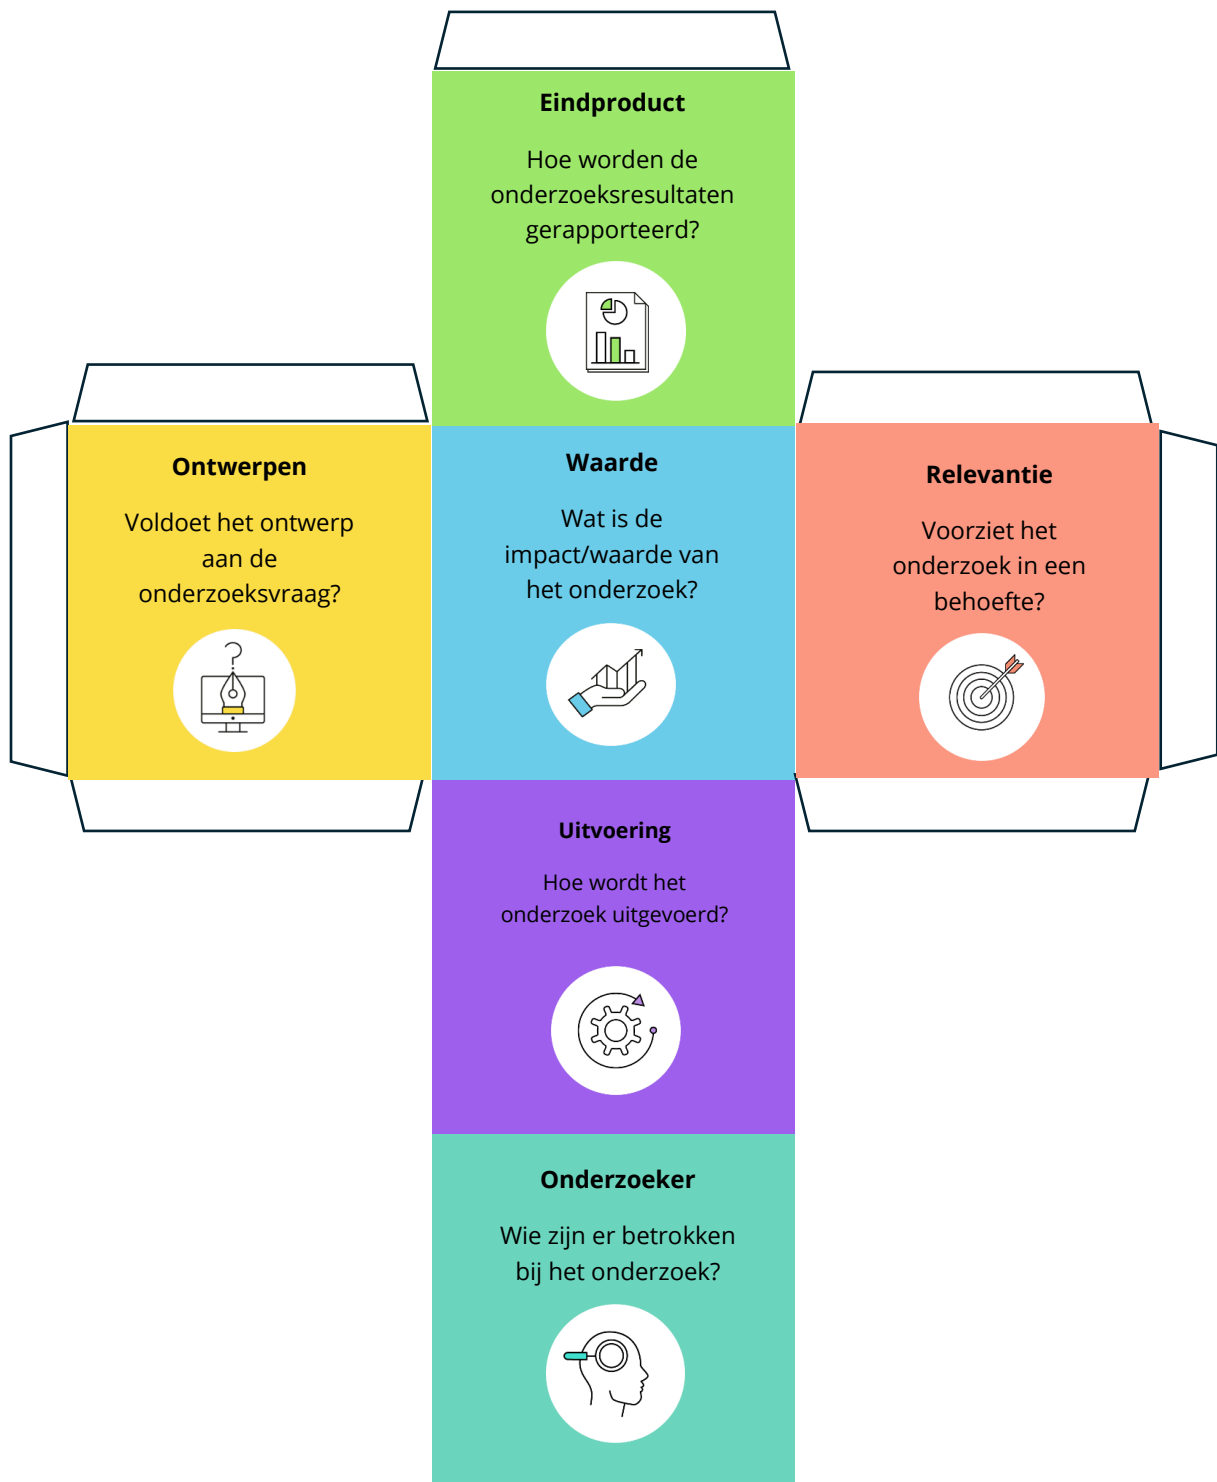 Eindproduct
Hoe worden de
onderzoeksresultaten
gerapporteerd?
Ontwerpen
Voldoet het ontwerp
aan de
onderzoeksvraag?
Waarde
Wat is de
impact/waarde van
het onderzoek?
Relevantie
Voorziet het
onderzoek in een
behoefte?
Uitvoering
Hoe wordt het
onderzoek uitgevoerd?
Onderzoeker
Wie zijn er betrokken
bij het onderzoek?